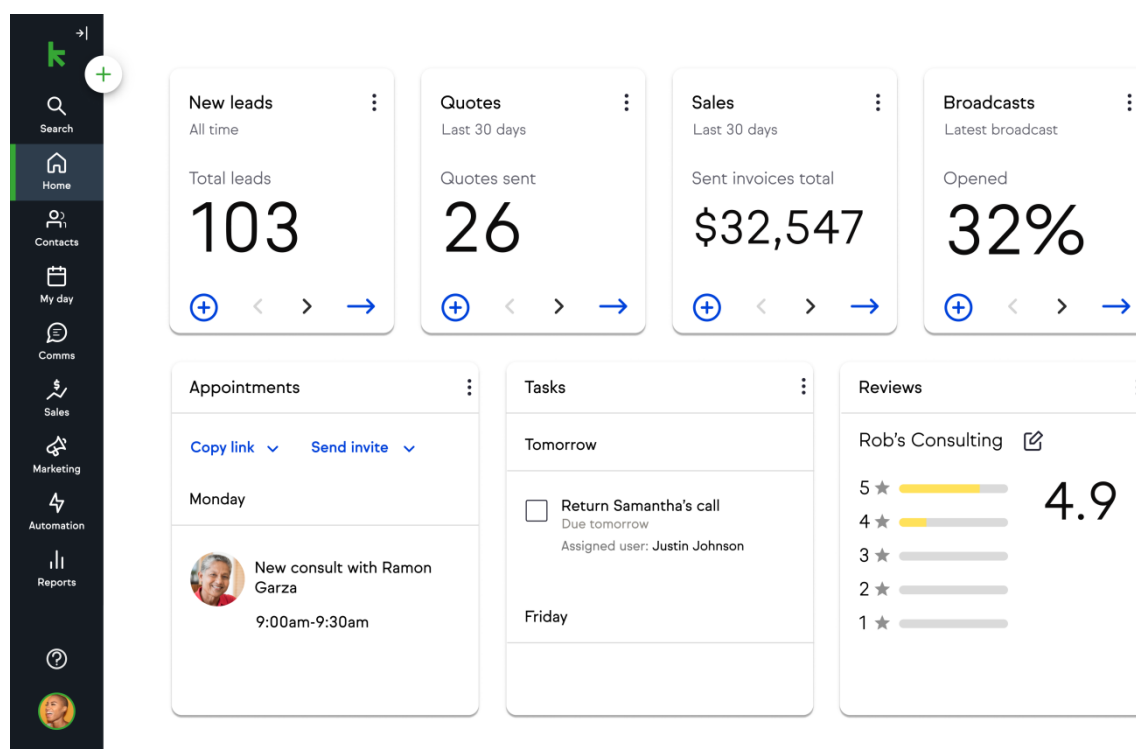 Search
Home
Contacts
My day
Comms
Sales
Marketing
Automation
Reports
New leads
All time
Total leads
103
Quotes
Last 30 days
Quotes sent
26
Sales
Last 30 days
Sent invoices total
$32,547
Broadcasts
Latest broadcast
Opened
32%
Appointments
Copy link
Send invite
Monday
New consult with Ramon
Garza
9:00am-9:30am
Tasks
Tomorrow
Return Samantha's call
Due tomorrow
Assigned user: Justin Johnson
Friday
Reviews
Rob's Consulting
5
4
3
2
1
4.9